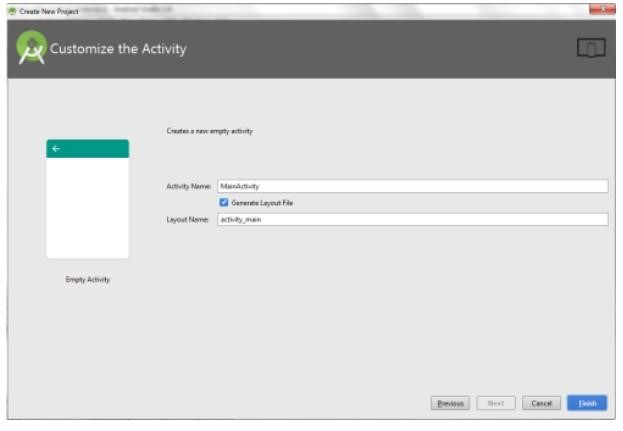 Create New Project
Customize the Activity
Creates a new empty activity
Activity Name: MainActivity
Generate Layout File
Layout Name: activity_main
Empty Activity
Previous Next Cancel Finish